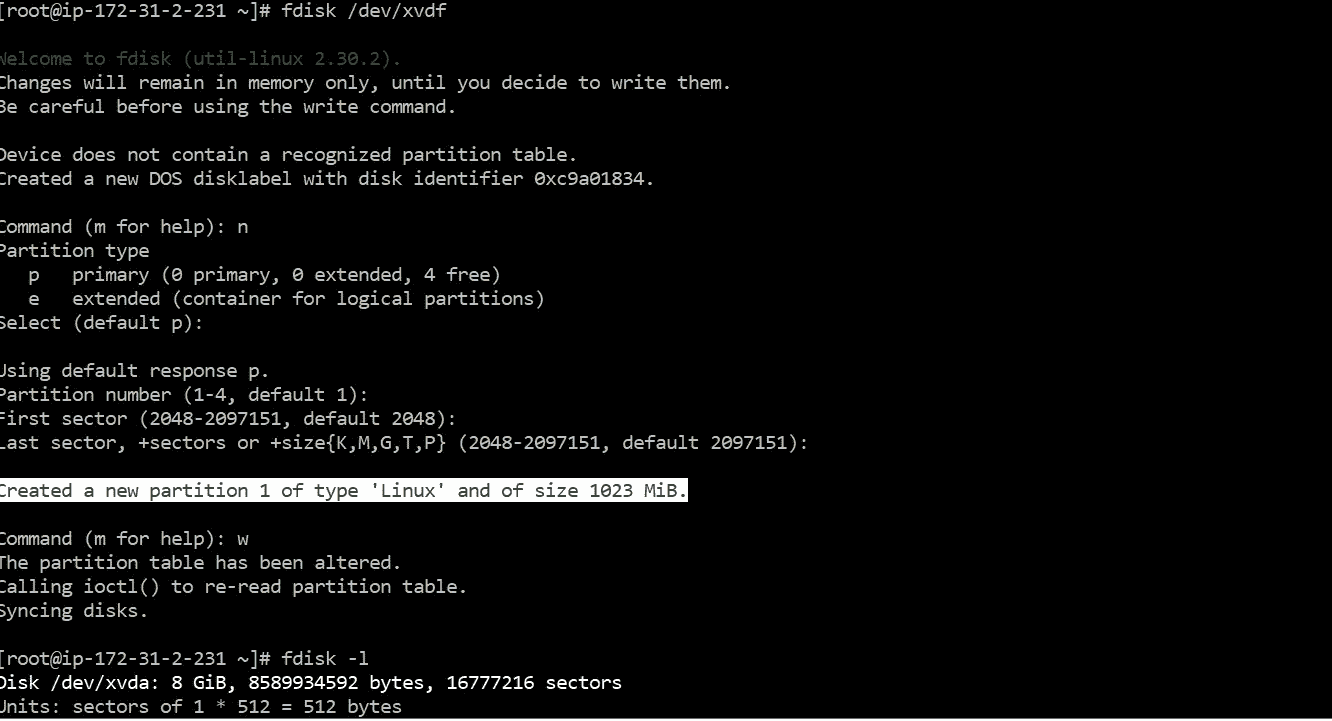 [root@ip-172-31-2-231 ~]# fdisk /dev/xvdf
Welcome to fdisk (util-linux 2.30.2).
Changes will remain in memory only, until you decide to write them.
Be careful before using the write command.
Device does not contain a recognized partition table.
Created a new DOS disklabel with disk identifier 0xc9a01834.
Command (m for help): n
Partition type
   p   primary (0 primary, 0 extended, 4 free)
   e   extended (container for logical partitions)
Select (default p):
Using default response p.
Partition number (1-4, default 1):
First sector (2048-2097151, default 2048):
Last sector, +sectors or +size{K,M,G,T,P} (2048-2097151, default 2097151):
Created a new partition 1 of type 'Linux' and of size 1023 MiB.
Command (m for help): w
The partition table has been altered.
Calling ioctl() to re-read partition table.
Syncing disks.
[root@ip-172-31-2-231 ~]# fdisk -l
Disk /dev/xvda: 8 GiB, 8589934592 bytes, 16777216 sectors
Units: sectors of 1 * 512 = 512 bytes